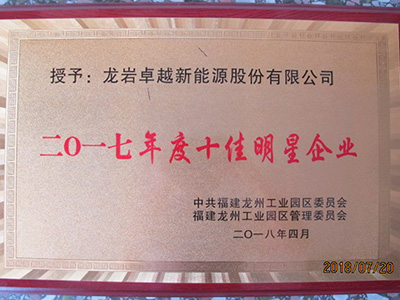 授予：龙岩卓越新能源股份有限公司
二〇一七年度十佳明星企业
中共福建龙州工业园区委员会
福建龙州工业园区管理委员会
二〇一八年四月
2018/07/20